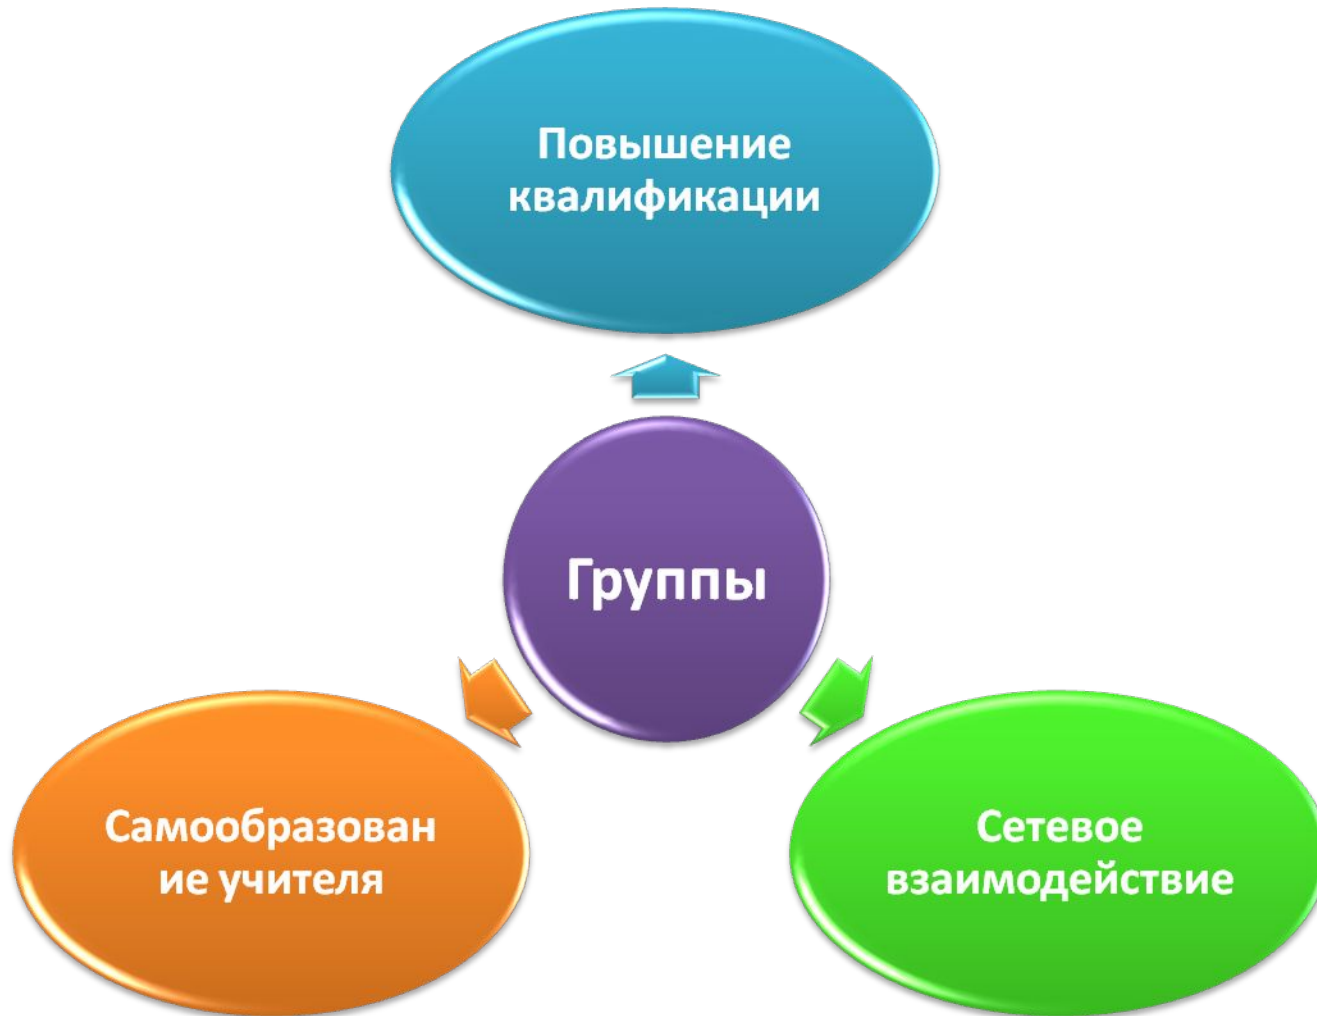 Повышение
квалификации
Группы
Самообразован
ие учителя
Сетевое
взаимодействие